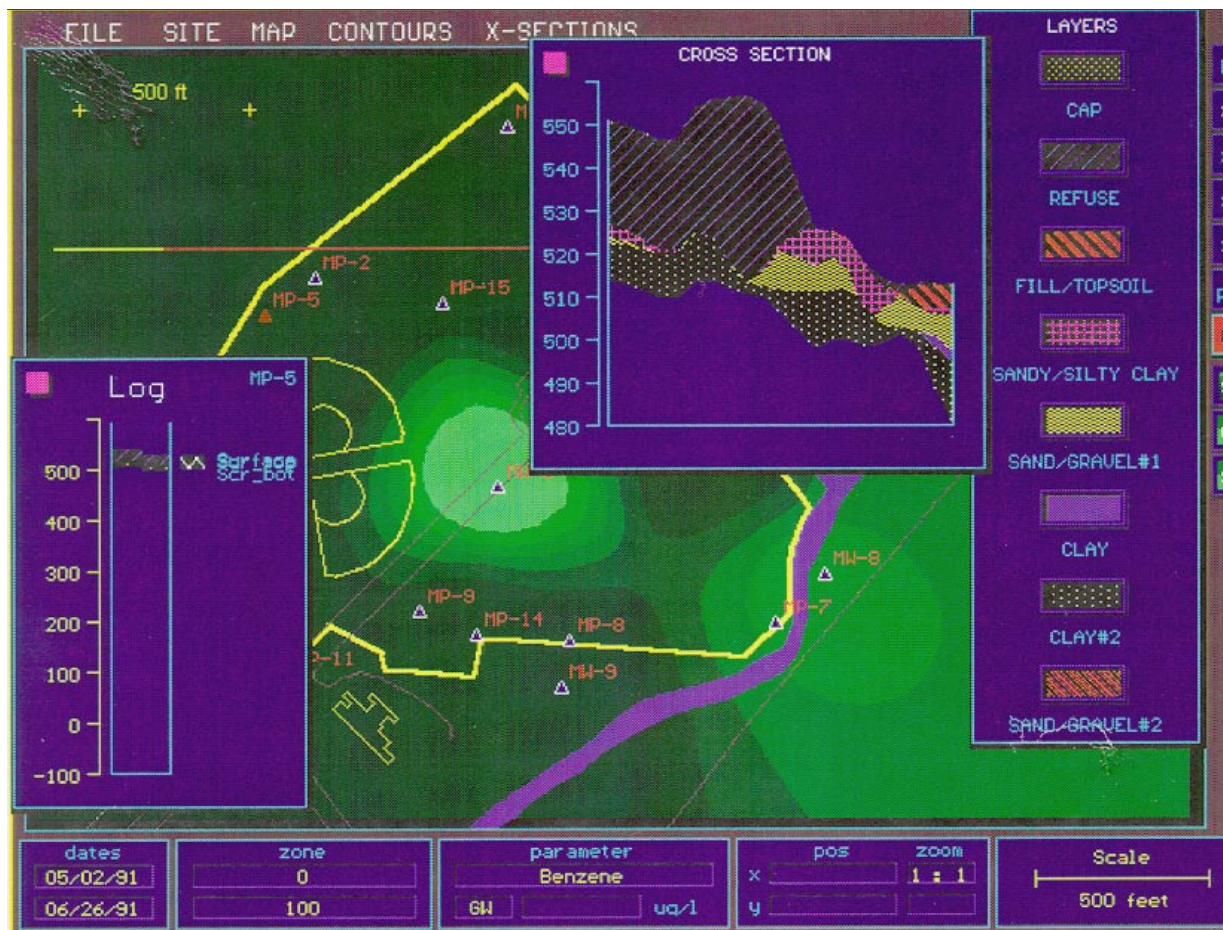 FILE SITE MAP CONTOURS X-SECTIONS
500 ft
MP-2
MP-5
MP-15
MP-9
MP-14
MP-8
MW-9
MP-7
MW-8
CROSS SECTION
550
540
530
520
510
500
490
480
LAYERS
CAP
REFUSE
FILL/TOPSOIL
SANDY/SILTY CLAY
SAND/GRAVEL#1
CLAY
CLAY#2
SAND/GRAVEL#2
Log MP-5
500
400
300
200
100
0
-100
Surface
Scr_bot
dates
05/02/91
06/26/91
zone
0
100
parameter
Benzene
GW ug/l
pos zoom
x 1 : 1
y
Scale
500 feet